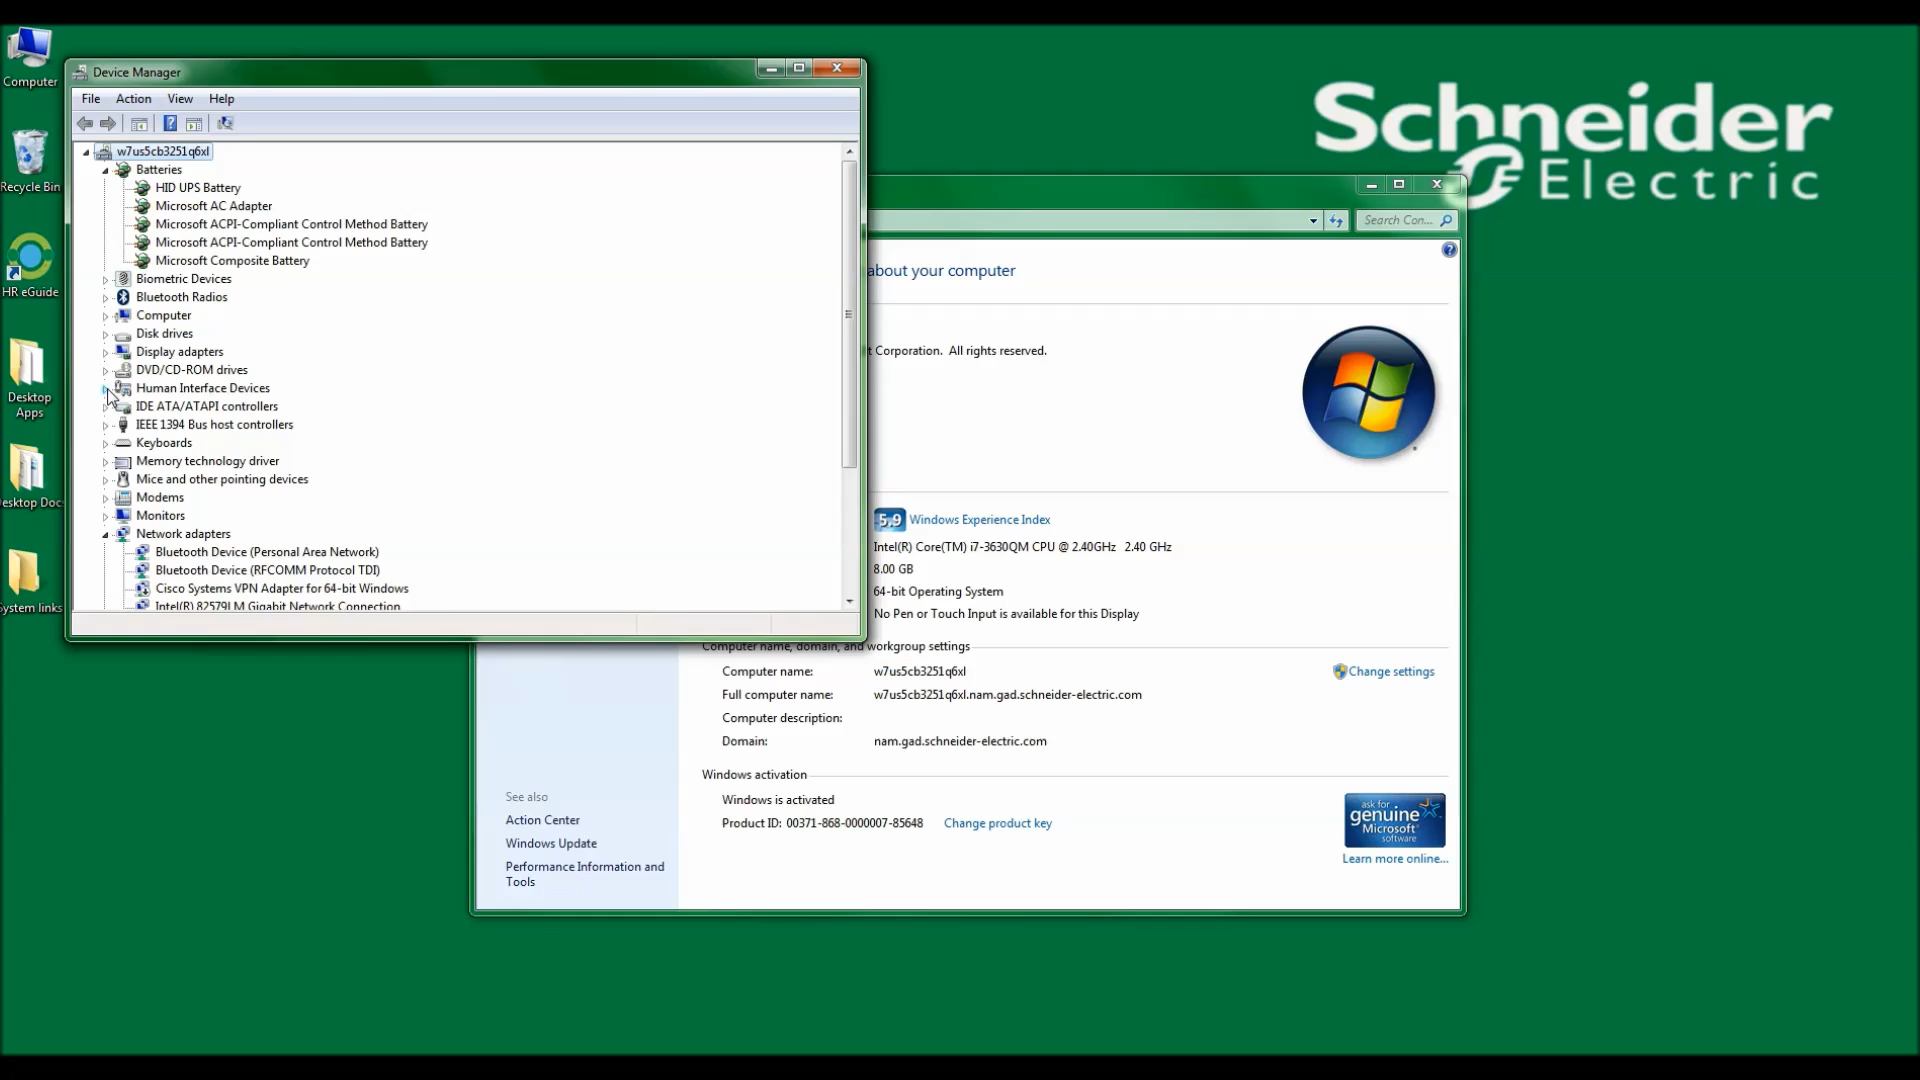 Computer
Recycle Bin
HR eGuide
Desktop
Apps
System links
Device Manager
File Action View Help
w7us5cb3251q6xl
Batteries
HID UPS Battery
Microsoft AC Adapter
Microsoft ACPI-Compliant Control Method Battery
Microsoft ACPI-Compliant Control Method Battery
Microsoft Composite Battery
Biometric Devices
Bluetooth Radios
Computer
Disk drives
Display adapters
DVD/CD-ROM drives
Human Interface Devices
IDE ATA/ATAPI controllers
IEEE 1394 Bus host controllers
Keyboards
Memory technology driver
Mice and other pointing devices
Modems
Monitors
Network adapters
Bluetooth Device (Personal Area Network)
Bluetooth Device (RFCOMM Protocol TDI)
Cisco Systems VPN Adapter for 64-bit Windows
Intel(R) 82579LM Gigabit Network Connection
Schneider
Electric
Search Con...
about your computer
t Corporation. All rights reserved.
5.9 Windows Experience Index
Intel(R) Core(TM) i7-3630QM CPU @ 2.40GHz 2.40 GHz
8.00 GB
64-bit Operating System
No Pen or Touch Input is available for this Display
Computer name, domain, and workgroup settings
Computer name: w7us5cb3251q6xl
Change settings
Full computer name: w7us5cb3251q6xl.nam.gad.schneider-electric.com
Computer description:
Domain: nam.gad.schneider-electric.com
Windows activation
Windows is activated
Product ID: 00371-868-0000007-85648 Change product key
ask for
genuine
Microsoft
software
Learn more online...
See also
Action Center
Windows Update
Performance Information and
Tools